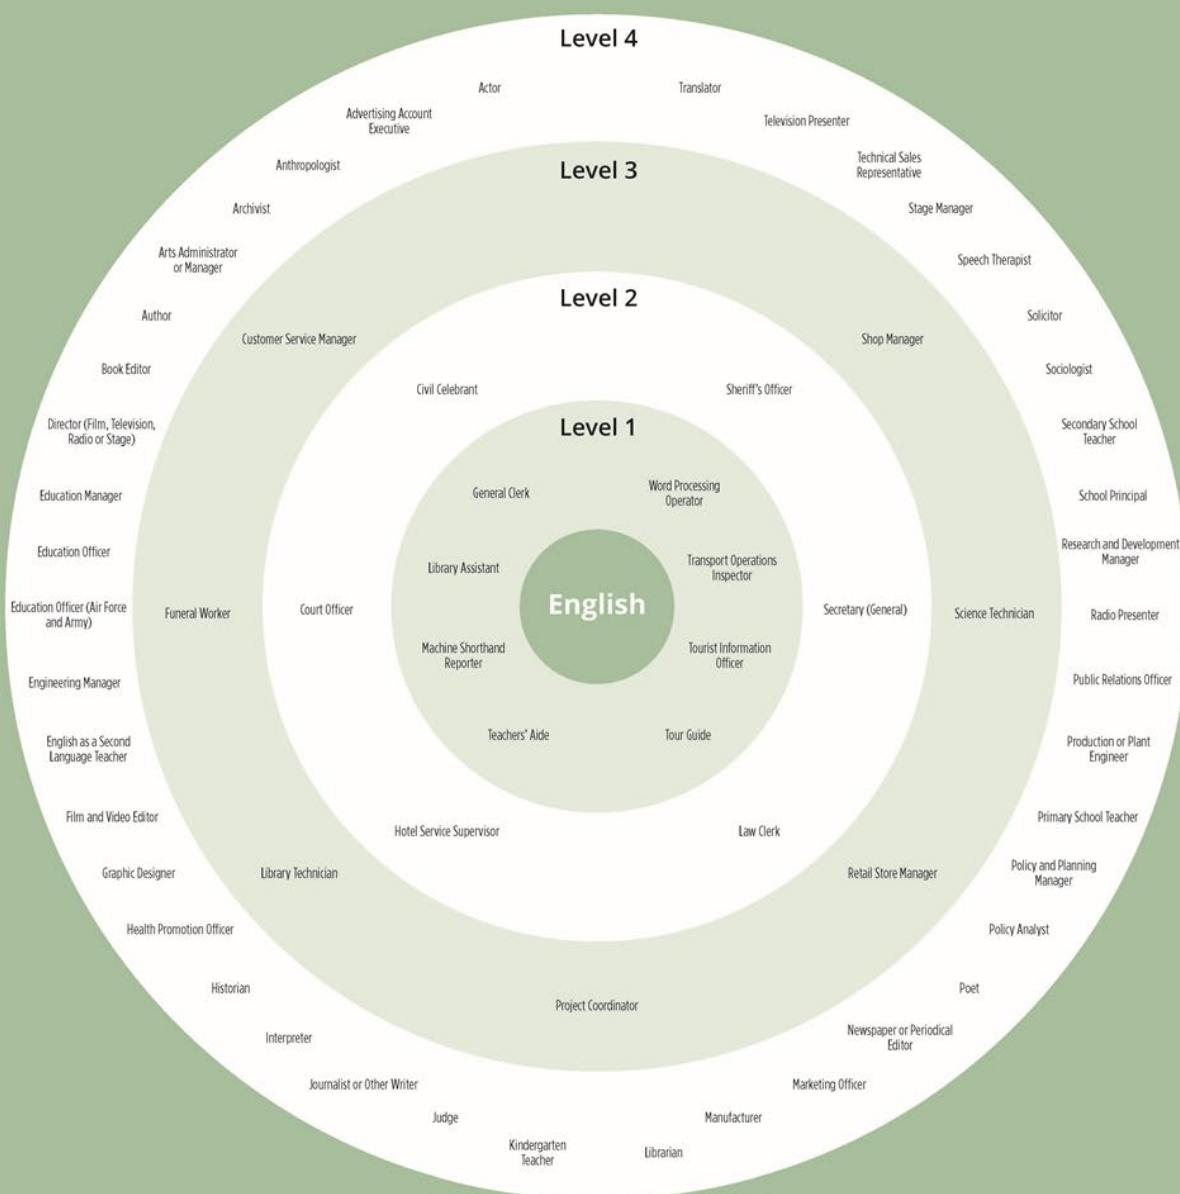 Level 4
Actor
Translator
Advertising Account
Executive
Television Presenter
Anthropologist
Technical Sales
Representative
Archivist
Stage Manager
Arts Administrator
or Manager
Speech Therapist
Author
Solicitor
Book Editor
Sociologist
Director (Film, Television,
Radio or Stage)
Secondary School
Teacher
Education Manager
School Principal
Education Officer
Research and Development
Manager
Education Officer (Air Force
and Army)
Radio Presenter
Engineering Manager
Public Relations Officer
English as a Second
Language Teacher
Production or Plant
Engineer
Film and Video Editor
Primary School Teacher
Graphic Designer
Policy and Planning
Manager
Health Promotion Officer
Policy Analyst
Historian
Poet
Interpreter
Newspaper or Periodical
Editor
Journalist or Other Writer
Marketing Officer
Judge
Manufacturer
Kindergarten
Teacher
Librarian
Level 3
Customer Service Manager
Shop Manager
Funeral Worker
Science Technician
Library Technician
Retail Store Manager
Project Coordinator
Level 2
Civil Celebrant
Sheriff's Officer
Court Officer
Secretary (General)
Hotel Service Supervisor
Law Clerk
Level 1
General Clerk
Word Processing
Operator
Library Assistant
Transport Operations
Inspector
Machine Shorthand
Reporter
Tourist Information
Officer
Teachers' Aide
Tour Guide
English